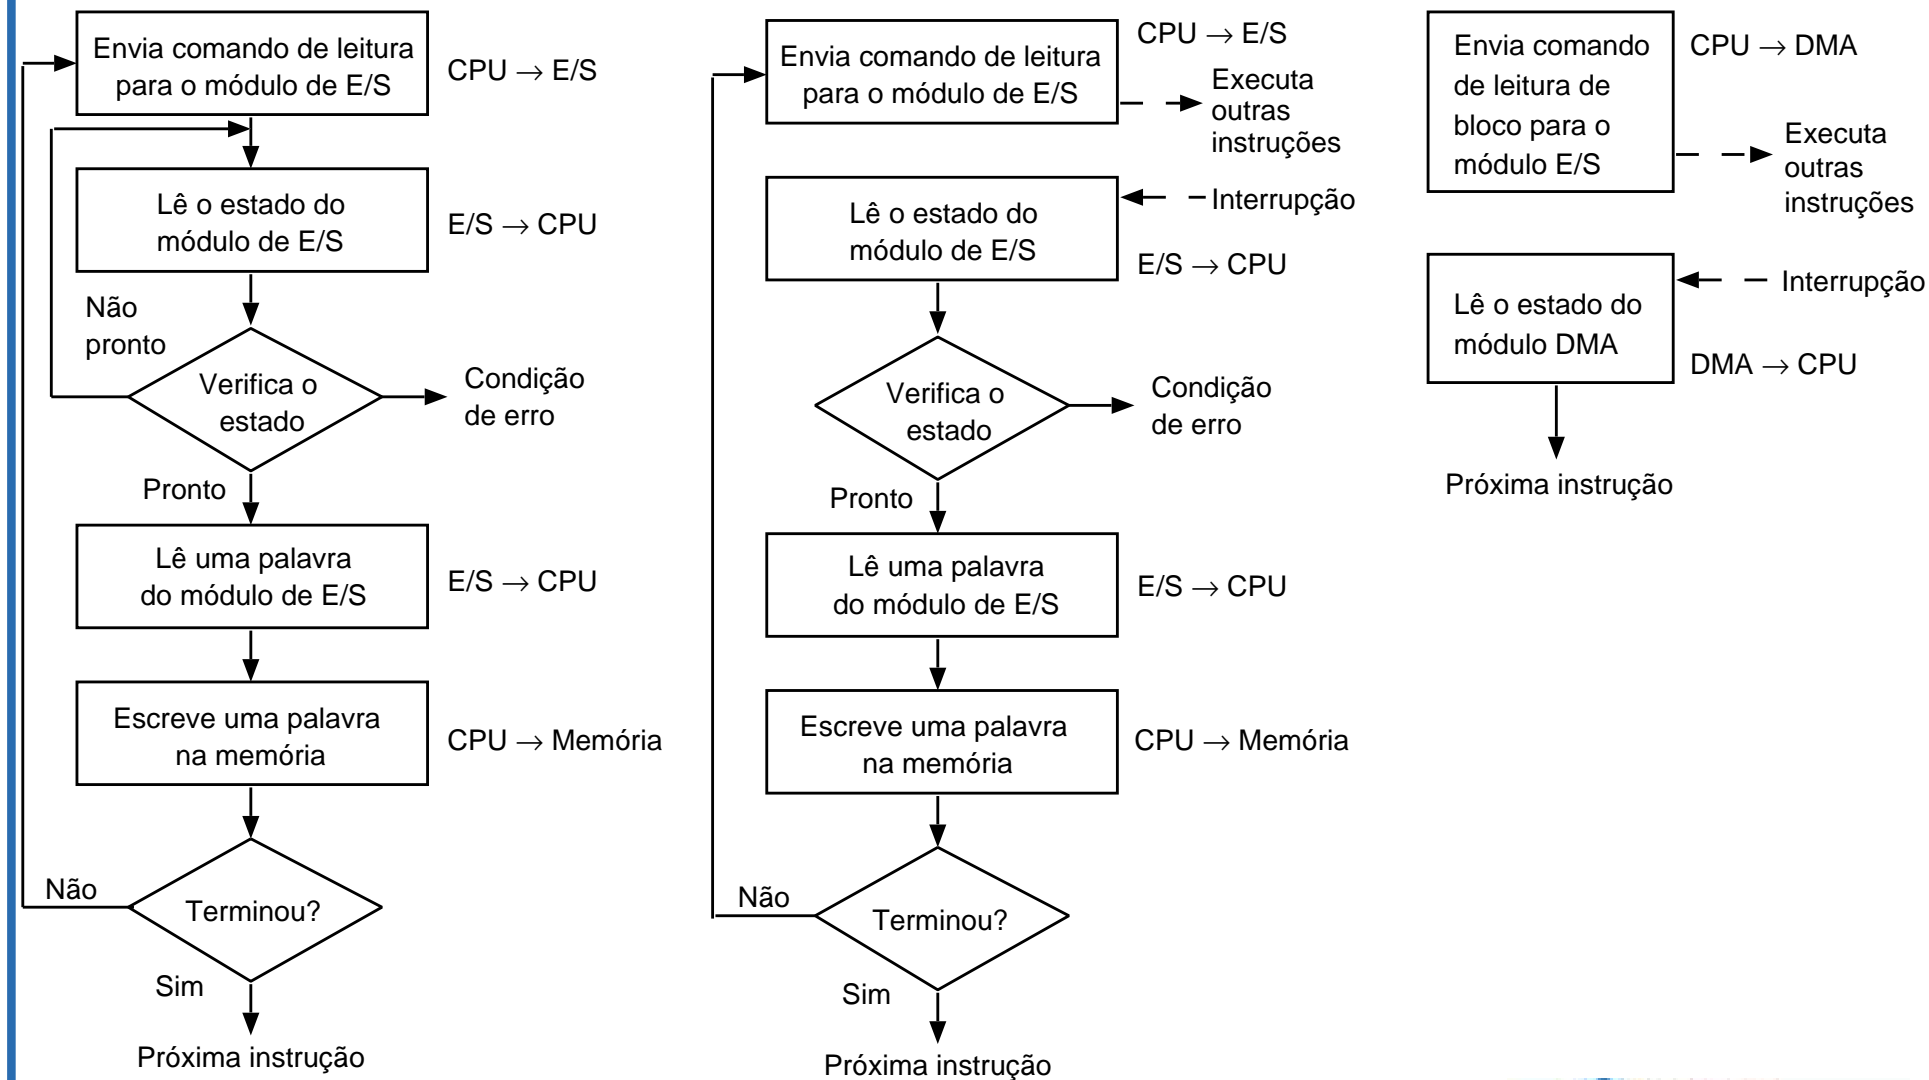 Envia comando de leitura
para o módulo de E/S
CPU → E/S
Lê o estado do
módulo de E/S
E/S → CPU
Não
pronto
Verifica o
estado
Condição
de erro
Pronto
Lê uma palavra
do módulo de E/S
E/S → CPU
Escreve uma palavra
na memória
CPU → Memória
Não
Terminou?
Sim
Próxima instrução
Envia comando de leitura
para o módulo de E/S
CPU → E/S
Executa
outras
instruções
Lê o estado do
módulo de E/S
Interrupção
E/S → CPU
Verifica o
estado
Condição
de erro
Pronto
Lê uma palavra
do módulo de E/S
E/S → CPU
Escreve uma palavra
na memória
CPU → Memória
Não
Terminou?
Sim
Próxima instrução
Envia comando
de leitura de
bloco para o
módulo E/S
CPU → DMA
Executa
outras
instruções
Lê o estado do
módulo DMA
Interrupção
DMA → CPU
Próxima instrução